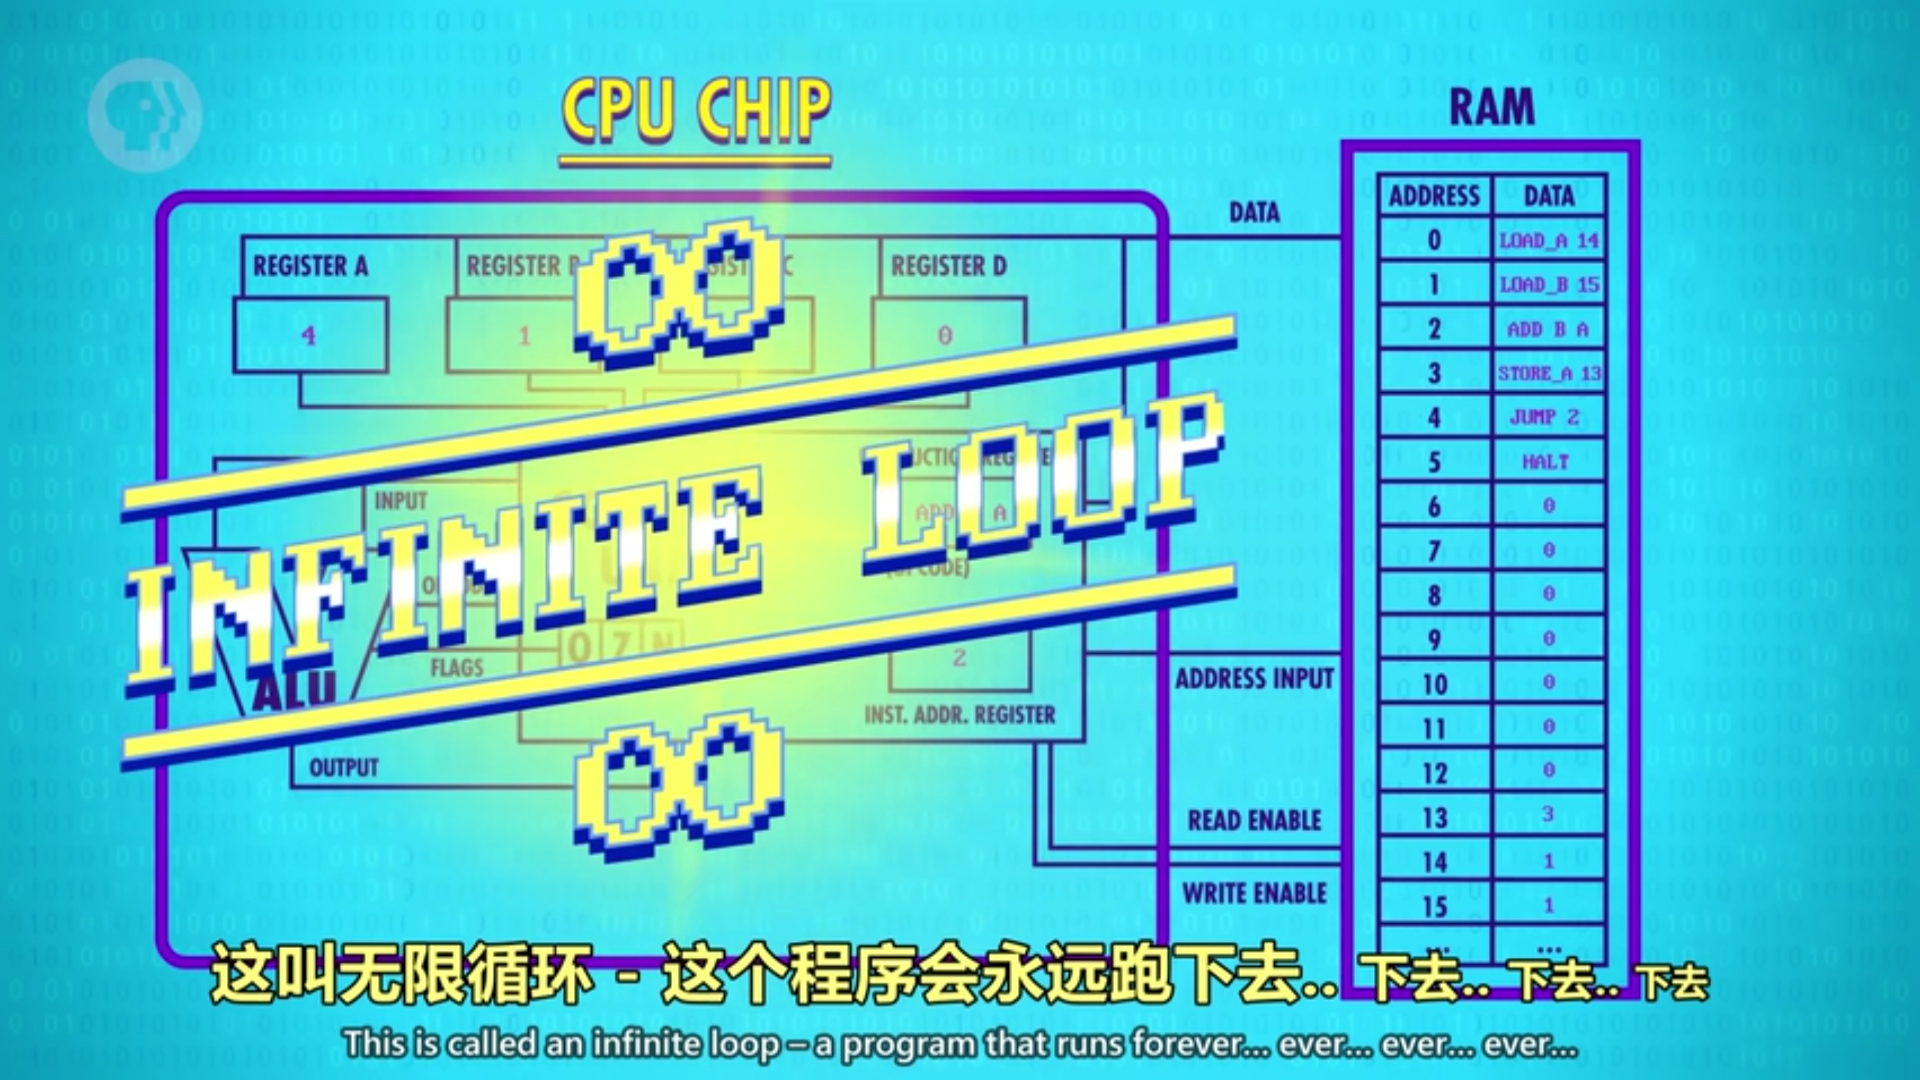 CPU CHIP
RAM
ADDRESS DATA
0 LOAD_A 14
1 LOAD_B 15
2 ADD B A
3 STORE_A 13
4 JUMP 2
5 HALT
6 0
7 0
8 0
9 0
10 0
11 0
12 0
13 3
14 1
15 1
... ...
DATA
REGISTER A
4
REGISTER
1
REGISTER D
0
INFINITE LOOP
INPUT
ALU
FLAGS
2
INST. ADDR. REGISTER
OUTPUT
ADDRESS INPUT
READ ENABLE
WRITE ENABLE
这叫无限循环 - 这个程序会永远跑下去.. 下去.. 下去.. 下去
This is called an infinite loop – a program that runs forever... ever... ever... ever...